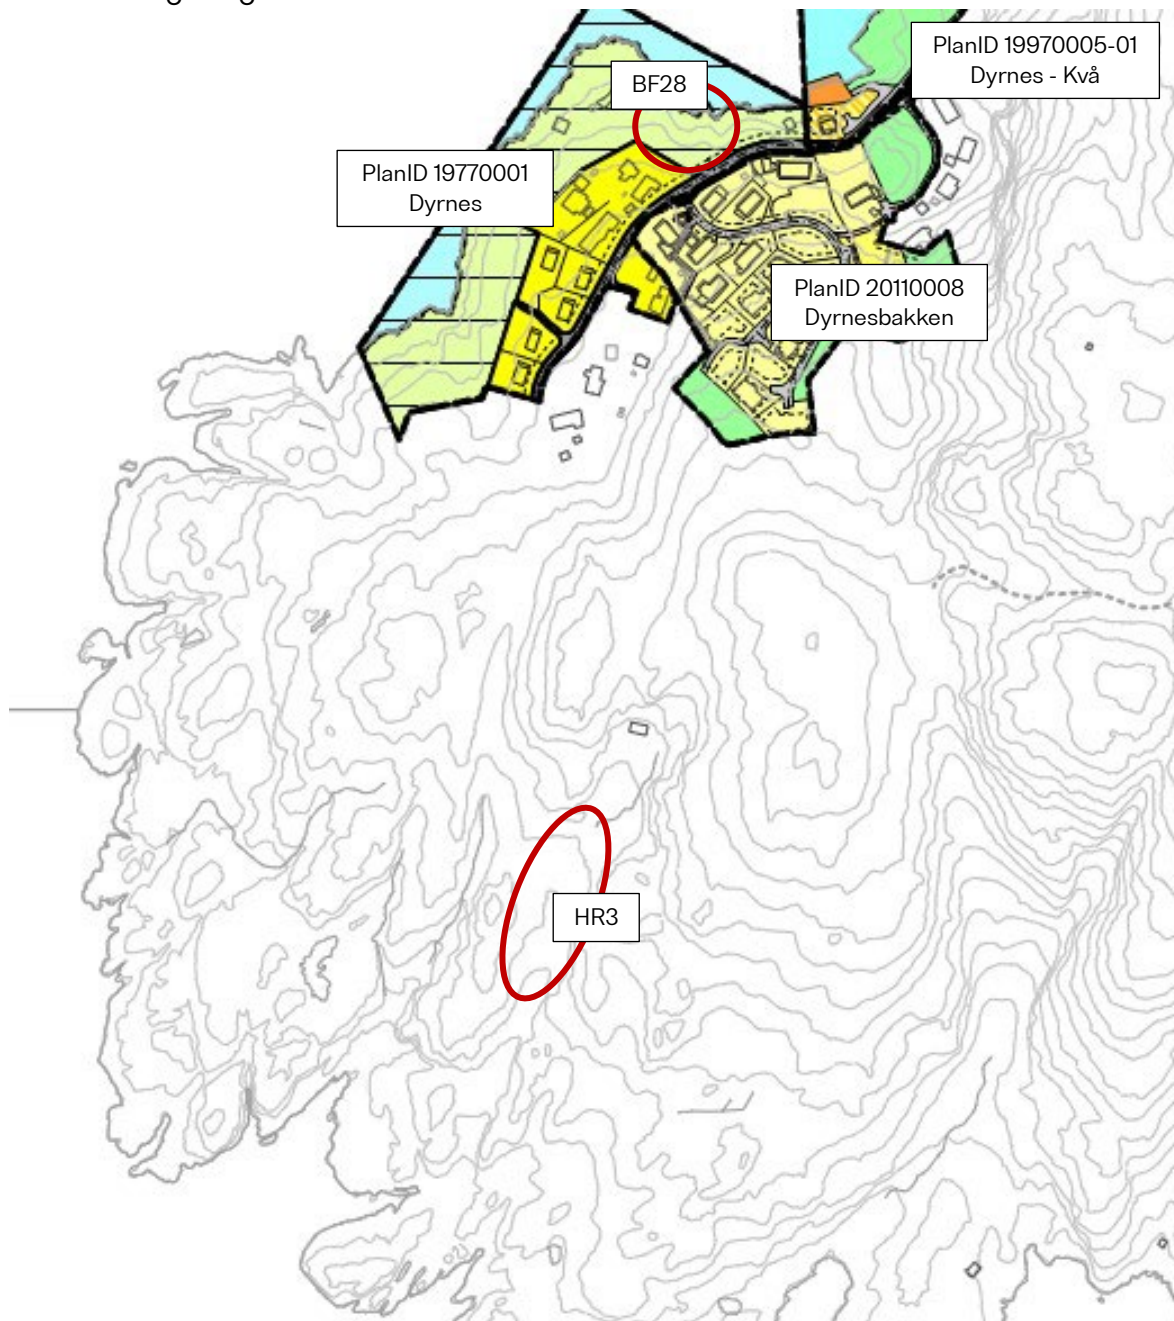 PlanID 19970005-01
Dyrnes - Kvå
BF28
PlanID 19770001
Dyrnes
PlanID 20110008
Dyrnesbakken
HR3